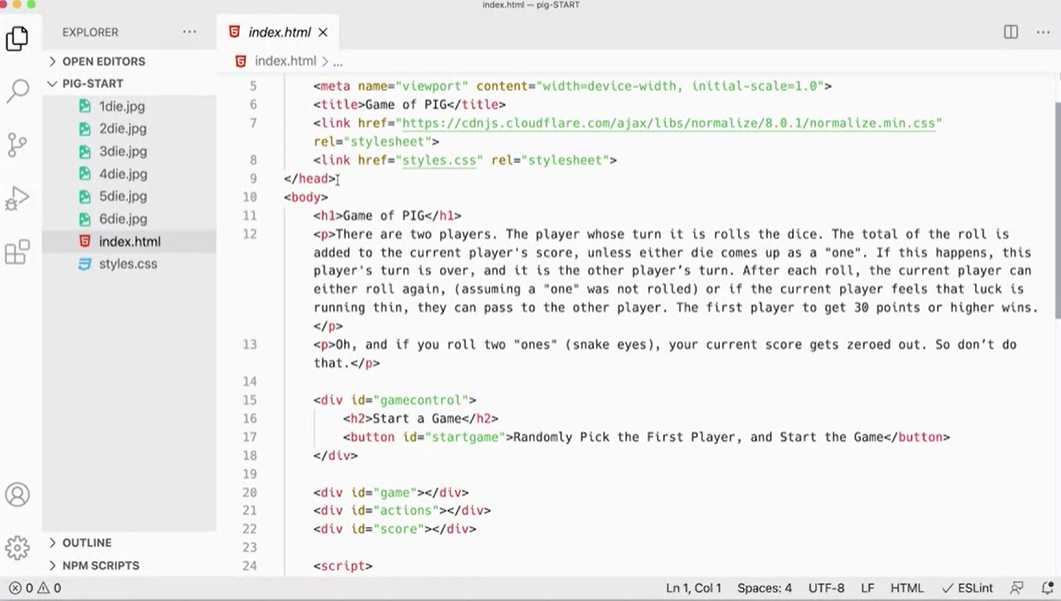 index.html — pig-START
EXPLORER ···
index.html ×
···
OPEN EDITORS
index.html > ...
PIG-START
1die.jpg
2die.jpg
3die.jpg
4die.jpg
5die.jpg
6die.jpg
index.html
styles.css
5 <meta name="viewport" content="width=device-width, initial-scale=1.0">
6 <title>Game of PIG</title>
7 <link href="https://cdnjs.cloudflare.com/ajax/libs/normalize/8.0.1/normalize.min.css"
rel="stylesheet">
8 <link href="styles.css" rel="stylesheet">
9 </head>
10 <body>
11 <h1>Game of PIG</h1>
12 <p>There are two players. The player whose turn it is rolls the dice. The total of the roll is
added to the current player's score, unless either die comes up as a "one". If this happens, this
player's turn is over, and it is the other player’s turn. After each roll, the current player can
either roll again, (assuming a "one" was not rolled) or if the current player feels that luck is
running thin, they can pass to the other player. The first player to get 30 points or higher wins.
</p>
13 <p>Oh, and if you roll two "ones" (snake eyes), your current score gets zeroed out. So don’t do
that.</p>
14
15 <div id="gamecontrol">
16 <h2>Start a Game</h2>
17 <button id="startgame">Randomly Pick the First Player, and Start the Game</button>
18 </div>
19
20 <div id="game"></div>
21 <div id="actions"></div>
22 <div id="score"></div>
23
24 <script>
OUTLINE
NPM SCRIPTS
0 0 Ln 1, Col 1 Spaces: 4 UTF-8 LF HTML ESLint